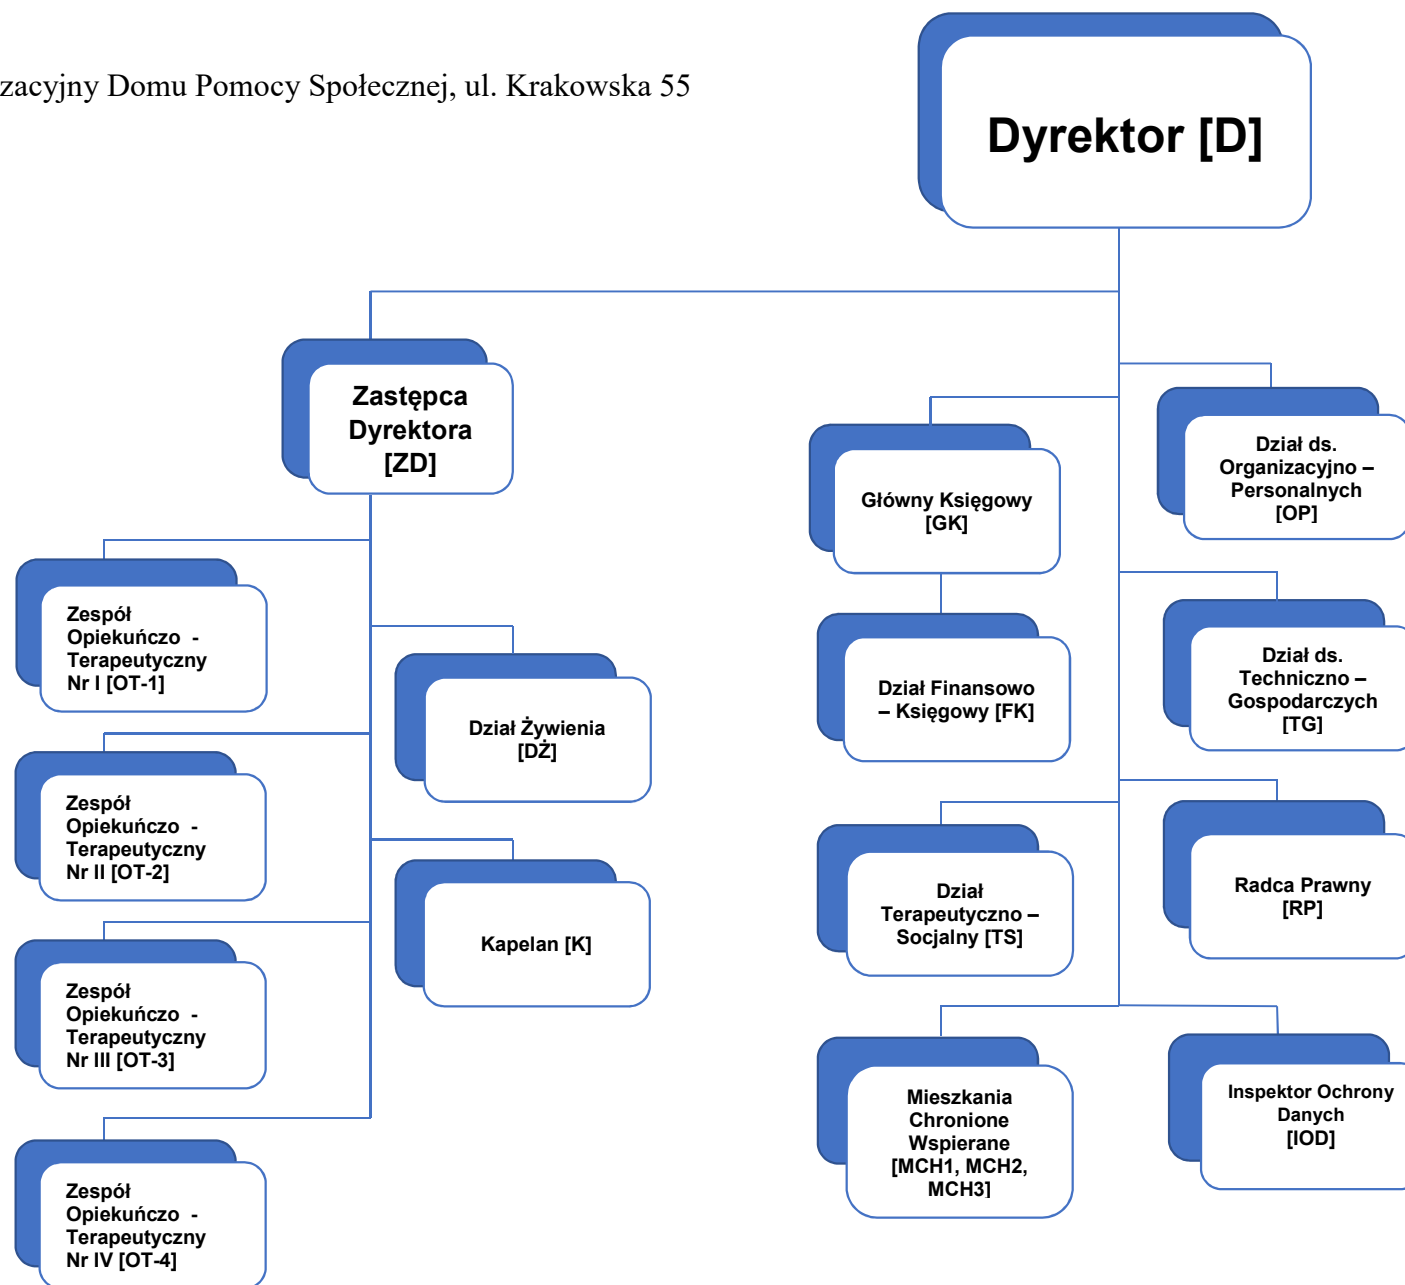 zacyjny Domu Pomocy Społecznej, ul. Krakowska 55
Dyrektor [D]
Zastępca
Dyrektora
[ZD]
Zespół
Opiekuńczo -
Terapeutyczny
Nr I [OT-1]
Zespół
Opiekuńczo -
Terapeutyczny
Nr II [OT-2]
Zespół
Opiekuńczo -
Terapeutyczny
Nr III [OT-3]
Zespół
Opiekuńczo -
Terapeutyczny
Nr IV [OT-4]
Dział Żywienia
[DŻ]
Kapelan [K]
Główny Księgowy
[GK]
Dział Finansowo
– Księgowy [FK]
Dział
Terapeutyczno –
Socjalny [TS]
Mieszkania
Chronione
Wspierane
[MCH1, MCH2,
MCH3]
Dział ds.
Organizacyjno –
Personalnych
[OP]
Dział ds.
Techniczno –
Gospodarczych
[TG]
Radca Prawny
[RP]
Inspektor Ochrony
Danych
[IOD]